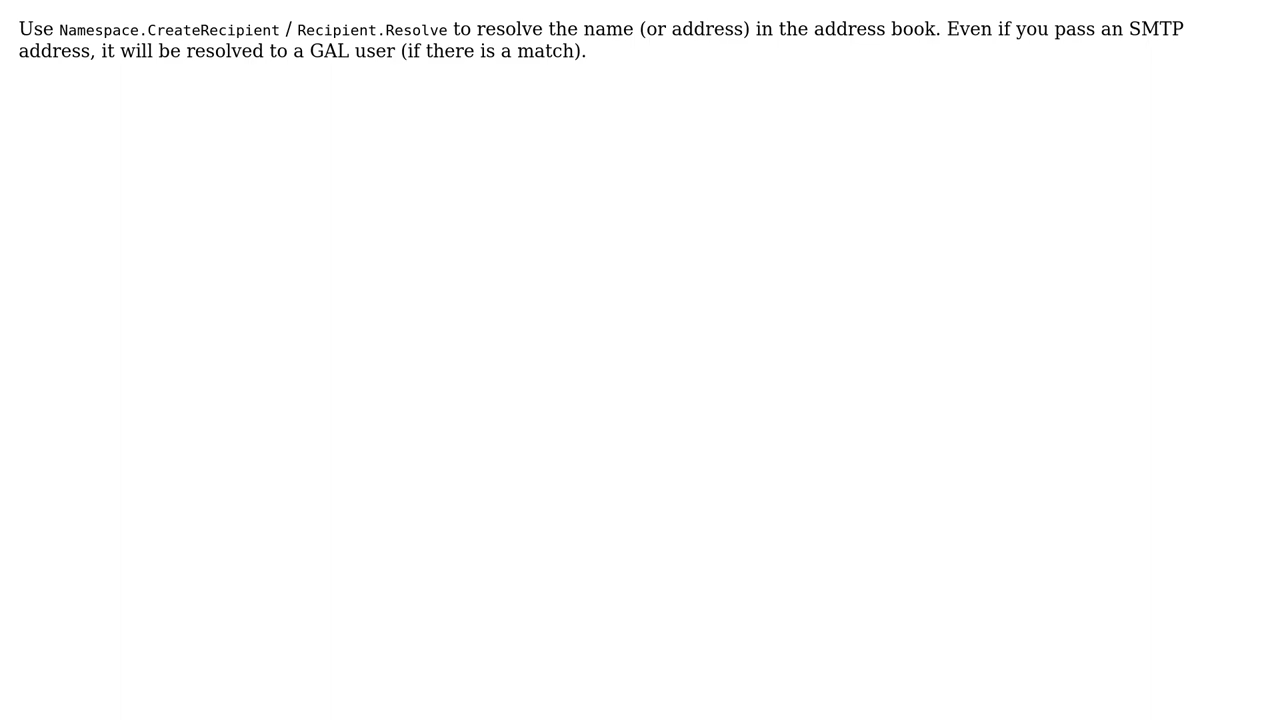 Use Namespace.CreateRecipient / Recipient.Resolve to resolve the name (or address) in the address book. Even if you pass an SMTP
address, it will be resolved to a GAL user (if there is a match).